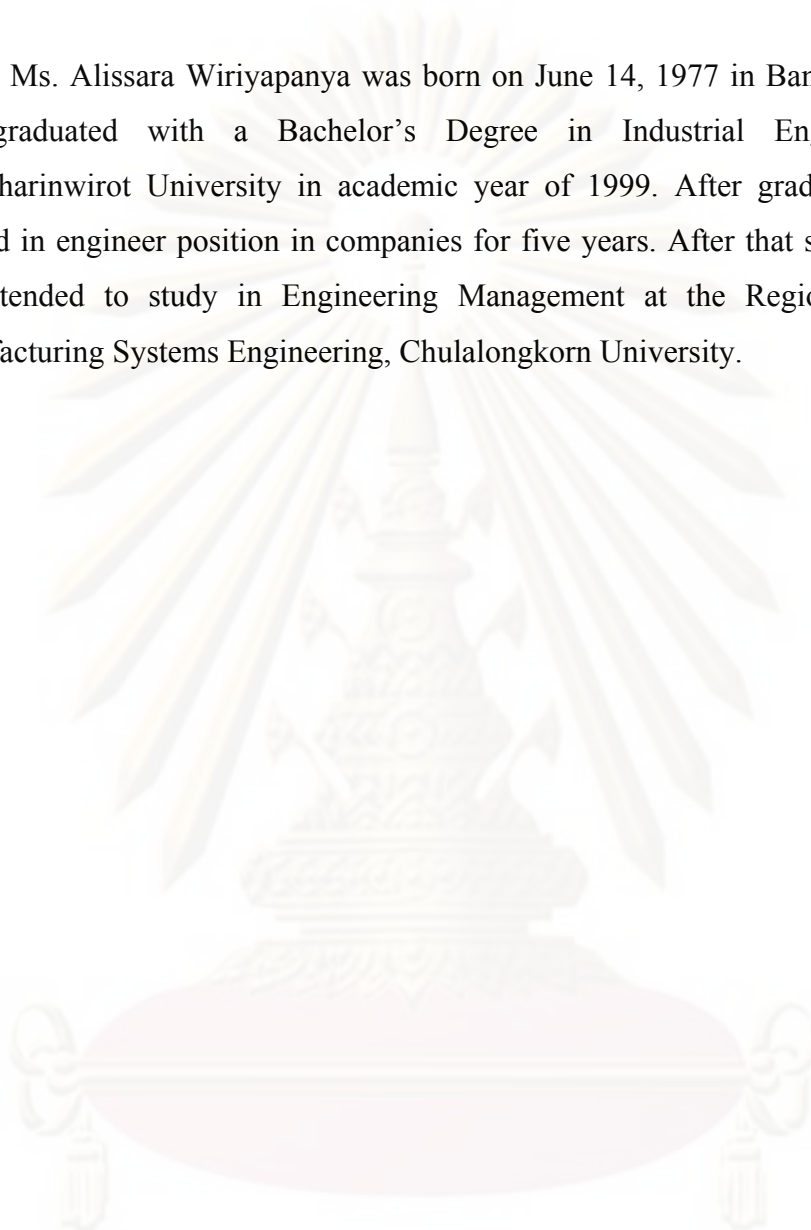 Ms. Alissara Wiriyapanya was born on June 14, 1977 in Ban
graduated with a Bachelor’s Degree in Industrial En
harinwirot University in academic year of 1999. After grad
d in engineer position in companies for five years. After that s
tended to study in Engineering Management at the Regio
facturing Systems Engineering, Chulalongkorn University.